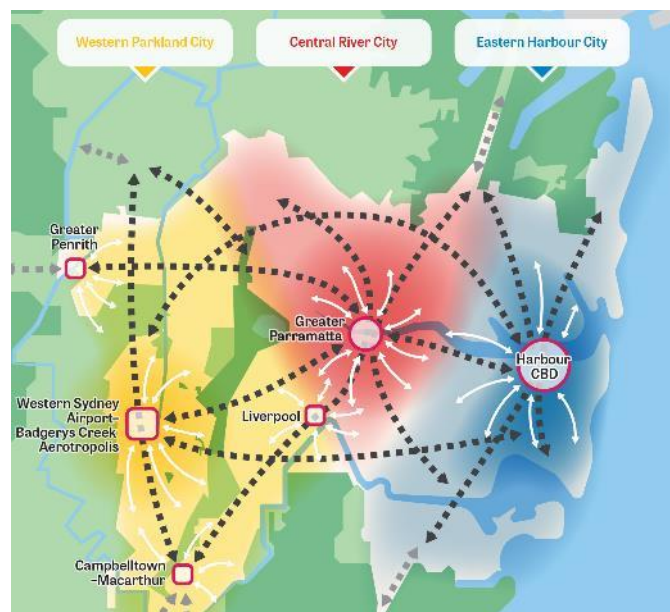 Western Parkland City
Central River City
Eastern Harbour City
Greater
Penrith
Greater
Parramatta
Harbour
CBD
Western Sydney
Airport–
Badgerys Creek
Aerotropolis
Liverpool
Campbelltown
–Macarthur